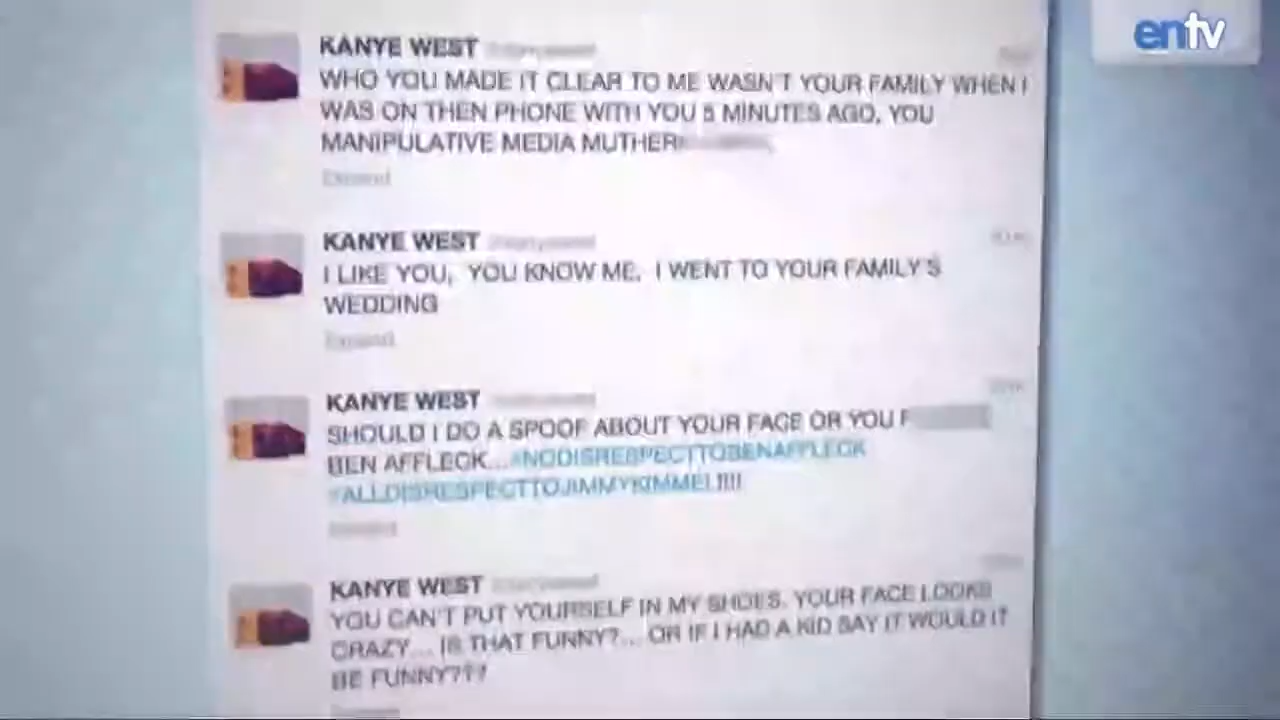 entv
KANYE WEST
WHO YOU MADE IT CLEAR TO ME WASN'T YOUR FAMILY WHEN I
WAS ON THEN PHONE WITH YOU 5 MINUTES AGO, YOU
MANIPULATIVE MEDIA MUTHER
Expand
KANYE WEST
I LIKE YOU, YOU KNOW ME, I WENT TO YOUR FAMILY'S
WEDDING
Expand
KANYE WEST
SHOULD I DO A SPOOF ABOUT YOUR FACE OR YOU F
BEN AFFLECK...#NODISRESPECTTOBENAFFLECK
#ALLDISRESPECTTOJIMMYKIMMEL!!!!
Expand
KANYE WEST
YOU CAN'T PUT YOURSELF IN MY SHOES. YOUR FACE LOOKS
CRAZY... IS THAT FUNNY?... OR IF I HAD A KID SAY IT WOULD IT
BE FUNNY???